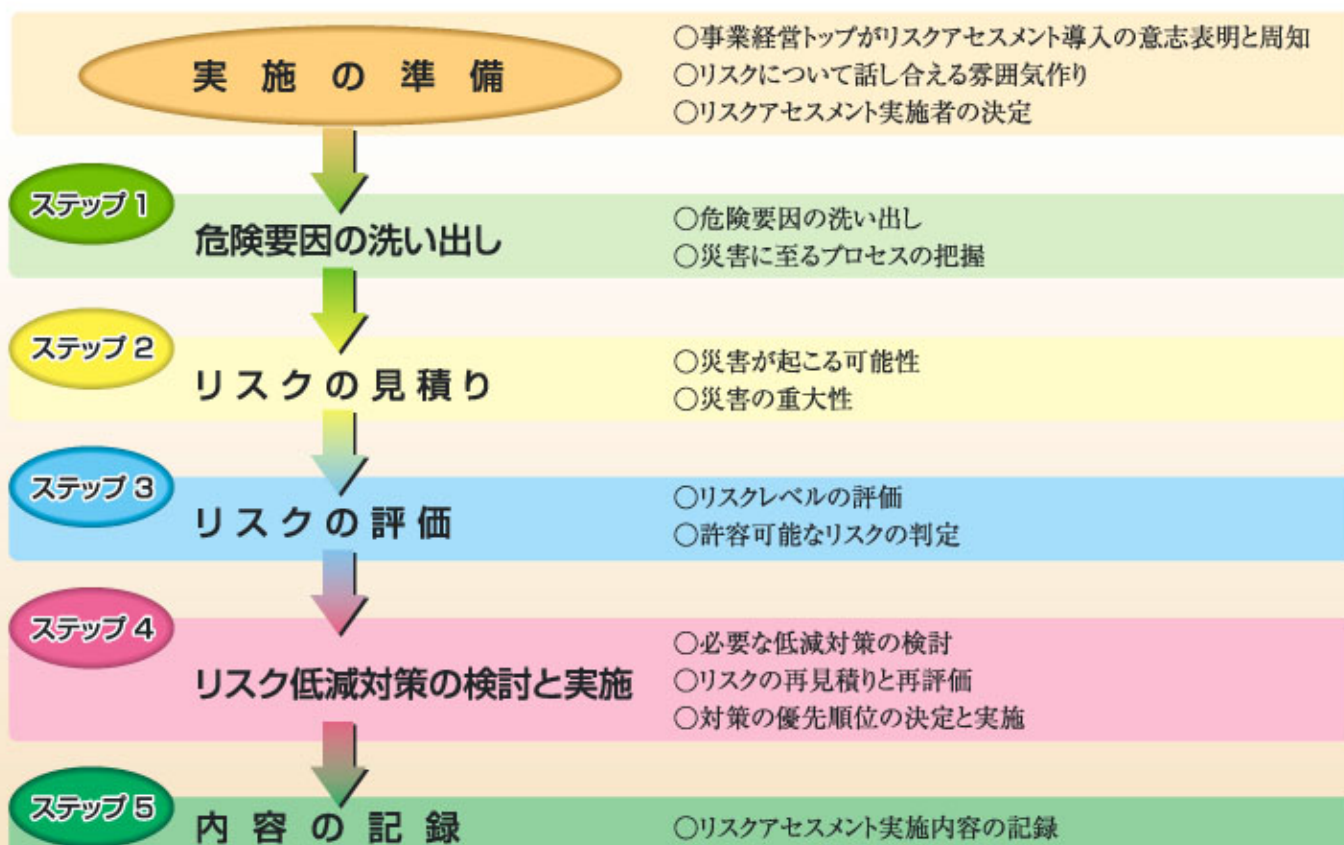 実施の準備
○事業経営トップがリスクアセスメント導入の意志表明と周知
○リスクについて話し合える雰囲気作り
○リスクアセスメント実施者の決定
ステップ1
危険要因の洗い出し
○危険要因の洗い出し
○災害に至るプロセスの把握
ステップ2
リスクの見積り
○災害が起こる可能性
○災害の重大性
ステップ3
リスクの評価
○リスクレベルの評価
○許容可能なリスクの判定
ステップ4
リスク低減対策の検討と実施
○必要な低減対策の検討
○リスクの再見積りと再評価
○対策の優先順位の決定と実施
ステップ5
内容の記録
○リスクアセスメント実施内容の記録